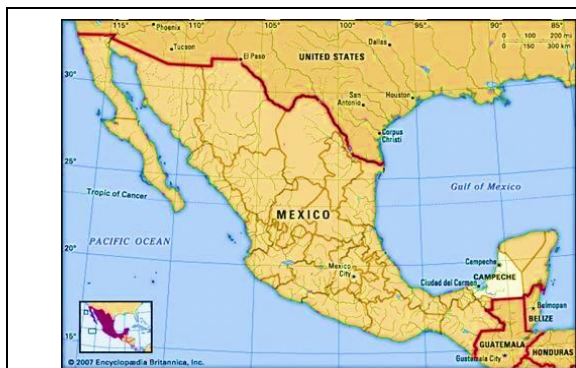 115°
110°
105°
100°
95°
90°
85°
Phoenix
Tucson
El Paso
UNITED STATES
Dallas
0 100 200 mi
0 150 300 km
30°
San
Antonio
Houston
Corpus
Christi
25°
Tropic of Cancer
Gulf of Mexico
MEXICO
20°
PACIFIC OCEAN
Mexico
City
Campeche
CAMPECHE
Ciudad del Carmen
Belmopan
BELIZE
15°
GUATEMALA
Guatemala City
HONDURAS
© 2007 Encyclopædia Britannica, Inc.